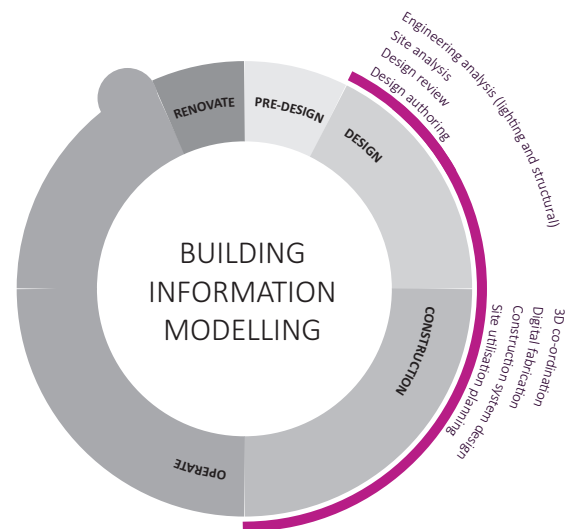 RENOVATE
PRE-DESIGN
DESIGN
CONSTRUCTION
OPERATE
BUILDING
INFORMATION
MODELLING
Engineering analysis (lighting and structural)
Site analysis
Design review
Design authoring
3D co-ordination
Digital fabrication
Construction system design
Site utilisation planning